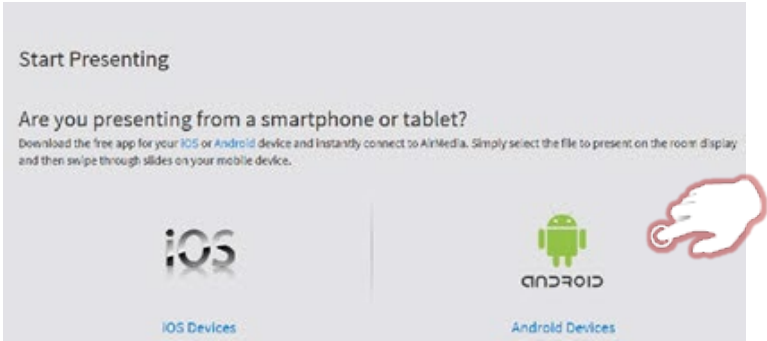 Start Presenting
Are you presenting from a smartphone or tablet?
Download the free app for your iOS or Android device and instantly connect to AirMedia. Simply select the file to present on the room display
and then swipe through slides on your mobile device.
iOS
ANDROID
iOS Devices
Android Devices